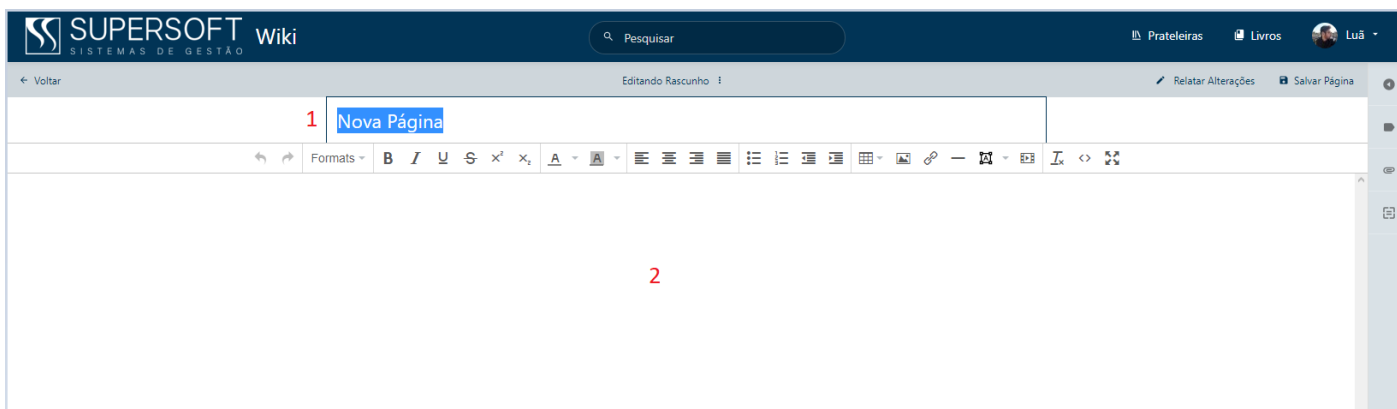 SUPERSOFT Wiki
SISTEMAS DE GESTÃO
Pesquisar
Prateleiras
Livros
Luã
Voltar
Editando Rascunho
Relatar Alterações
Salvar Página
1
Nova Página
Formats
B I U S x² x₂ A A
2